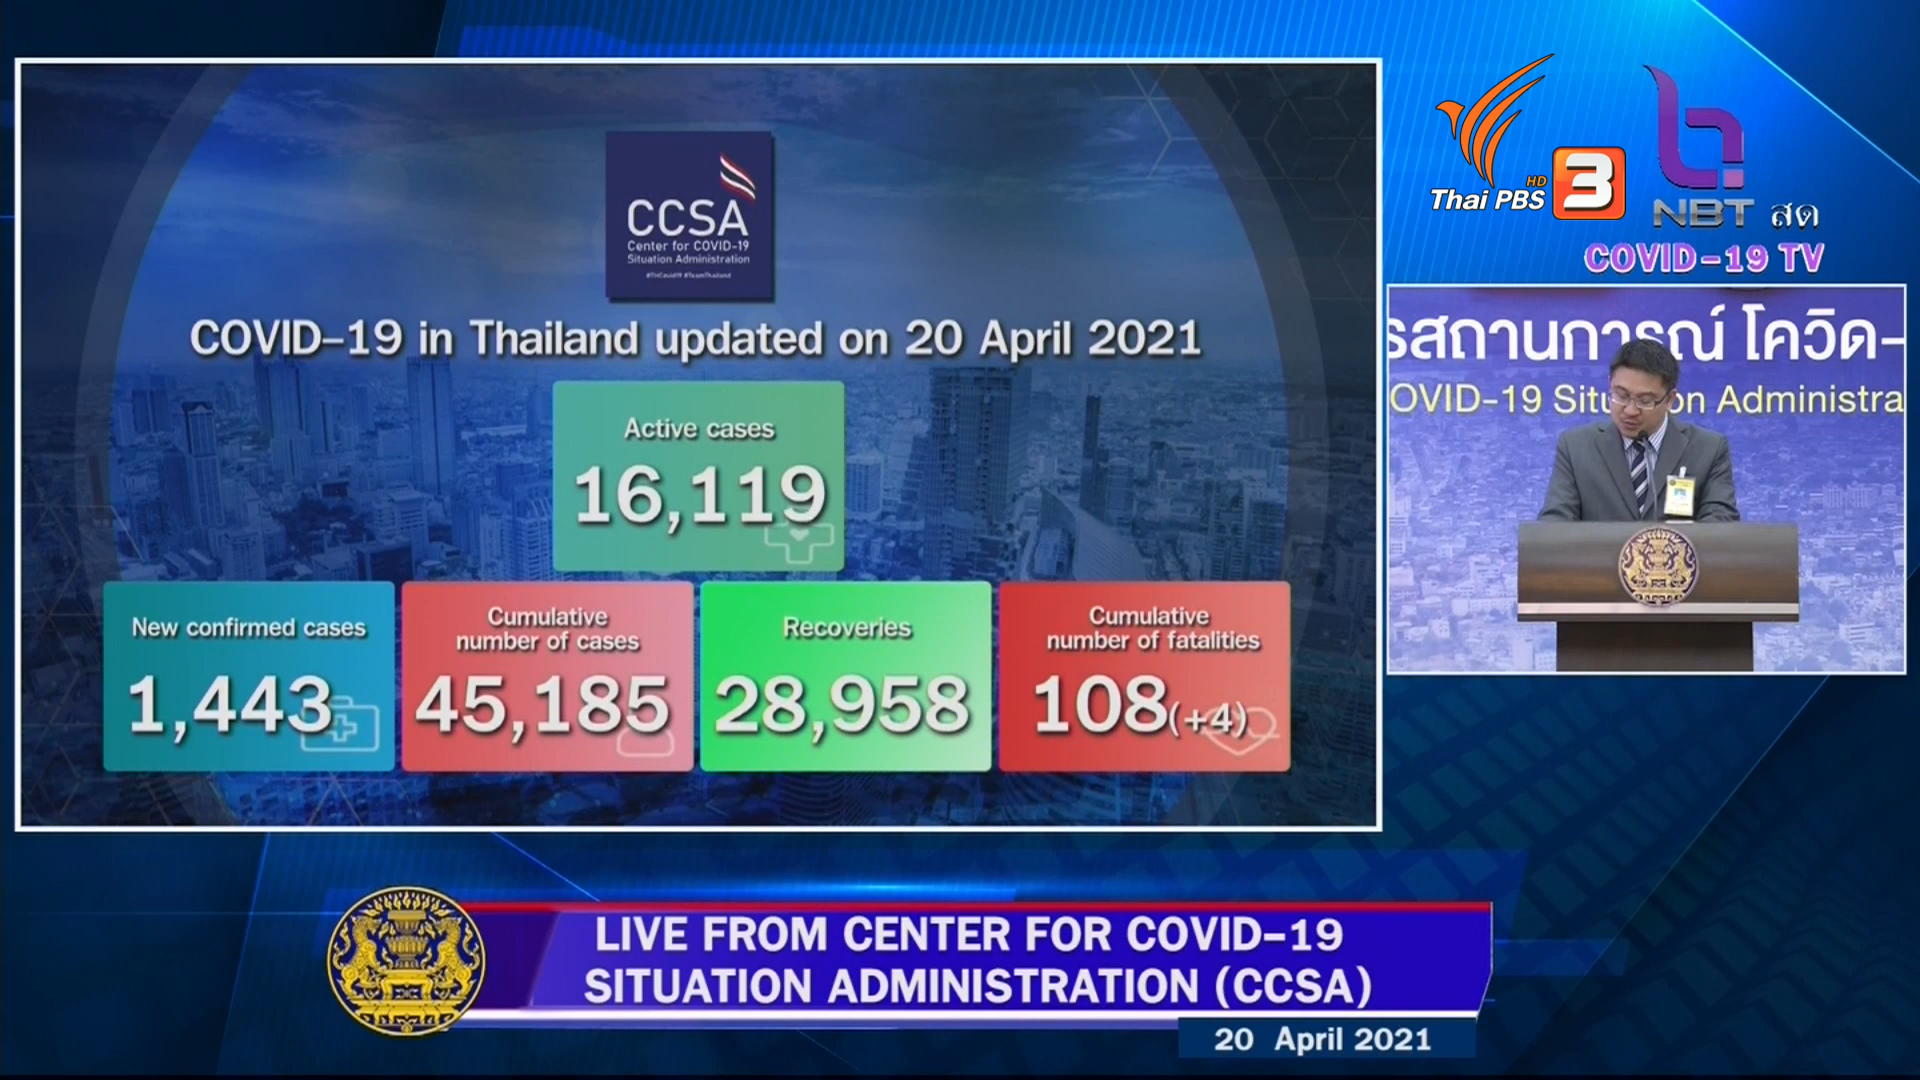 CCSA
Center for COVID-19
Situation Administration
#ThCovid19 #TeamThailand
COVID-19 in Thailand updated on 20 April 2021
Active cases
16,119
New confirmed cases
1,443
Cumulative
number of cases
45,185
Recoveries
28,958
Cumulative
number of fatalities
108(+4)
Thai PBS HD
3
NBT สด
COVID-19 TV
รสถานการณ์ โควิด-
OVID-19 Situ on Administra
LIVE FROM CENTER FOR COVID-19
SITUATION ADMINISTRATION (CCSA)
20 April 2021